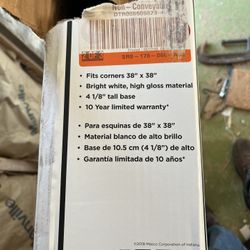 Non-Conveyable
• Fits corners 38" x 38"
• Bright white, high gloss material
• 4 1/8" tall base
• 10 Year limited warranty*
• Para esquinas de 38" x 38"
• Material blanco de alto brillo
• Base de 10.5 cm (4 1/8") de alto
• Garantía limitada de 10 años*